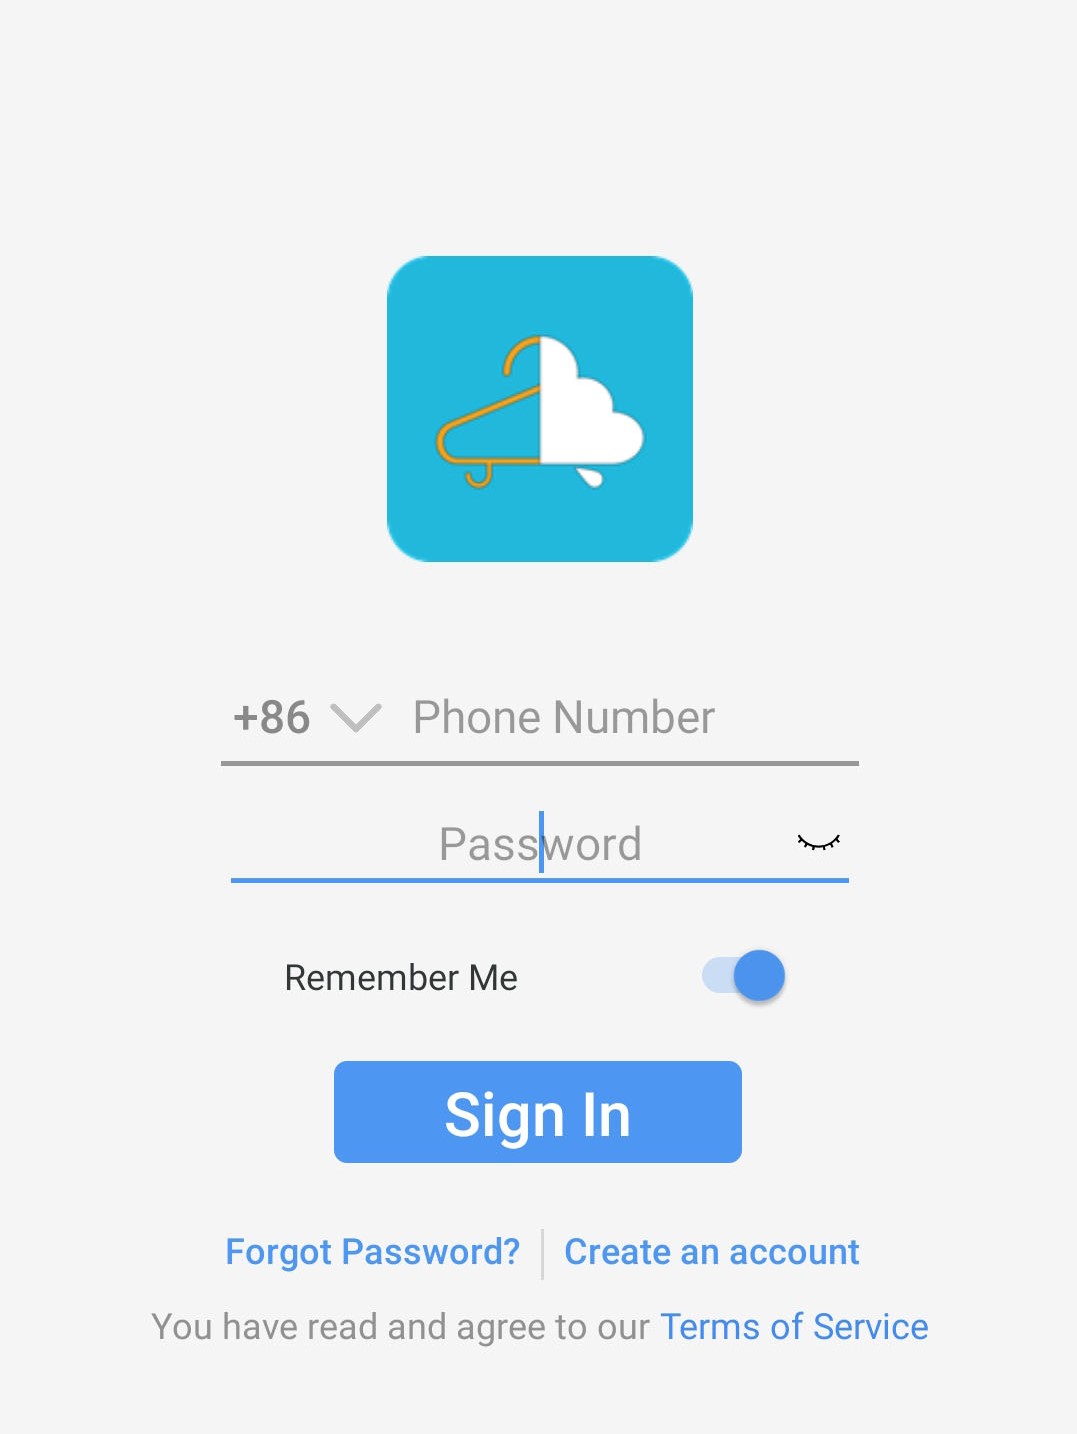 +86 Phone Number
Password
Remember Me
Sign In
Forgot Password? Create an account
You have read and agree to our Terms of Service